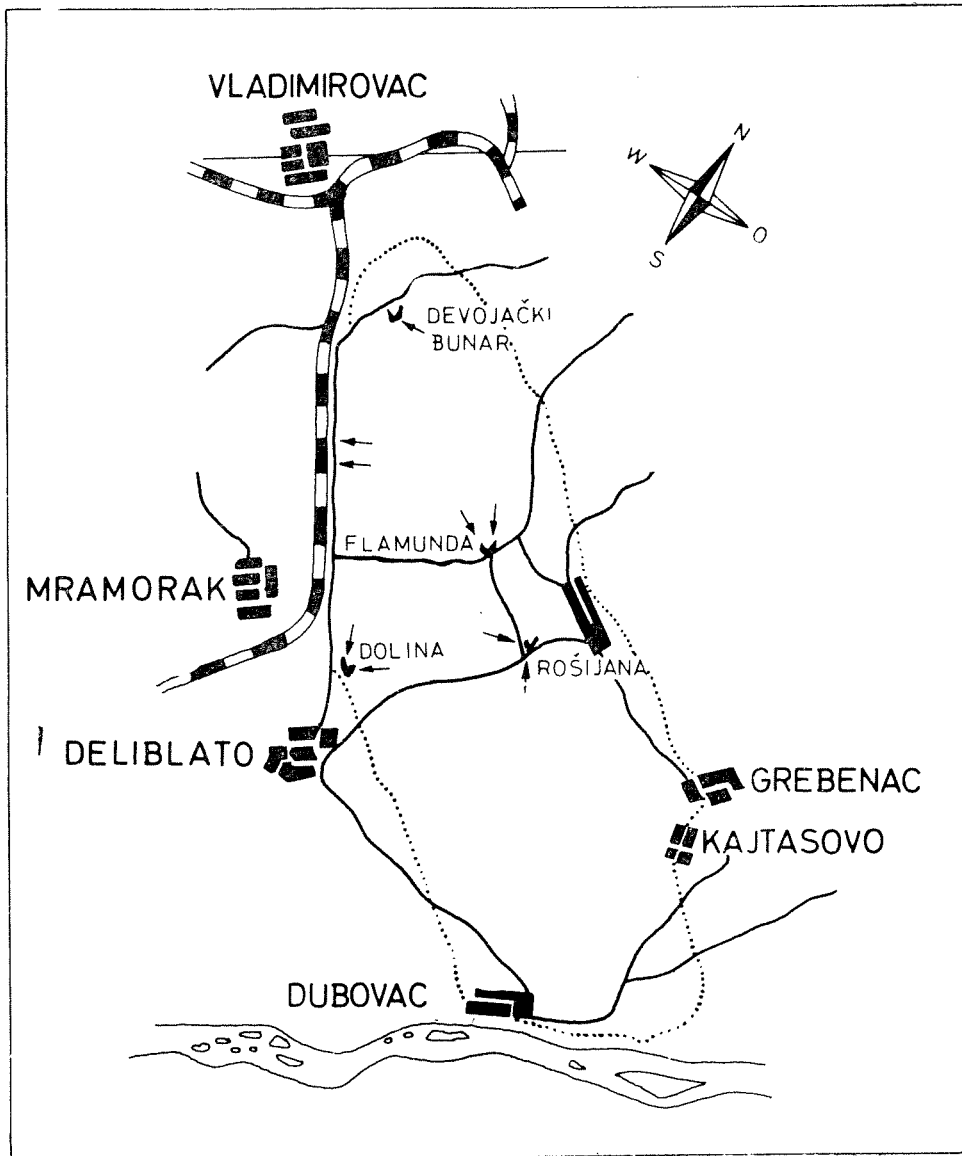 VLADIMIROVAC
N
W
O
S
DEVOJAČKI
BUNAR
FLAMUNDA
MRAMORAK
DOLINA
ROŠIJANA
DELIBLATO
GREBENAC
KAJTASOVO
DUBOVAC